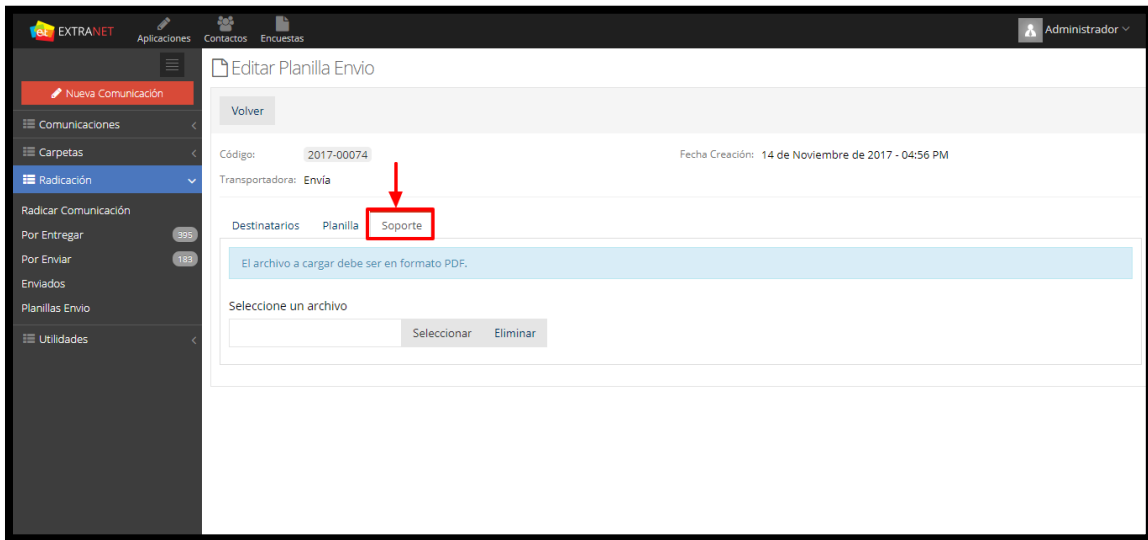 EXTRANET
Aplicaciones Contactos Encuestas
Administrador
Nueva Comunicación
Comunicaciones
Carpetas
Radicación
Radicar Comunicación
Por Entregar 395
Por Enviar 183
Enviados
Planillas Envio
Utilidades
Editar Planilla Envio
Volver
Código: 2017-00074
Fecha Creación: 14 de Noviembre de 2017 - 04:56 PM
Transportadora: Envía
Destinatarios Planilla Soporte
El archivo a cargar debe ser en formato PDF.
Seleccione un archivo
Seleccionar Eliminar